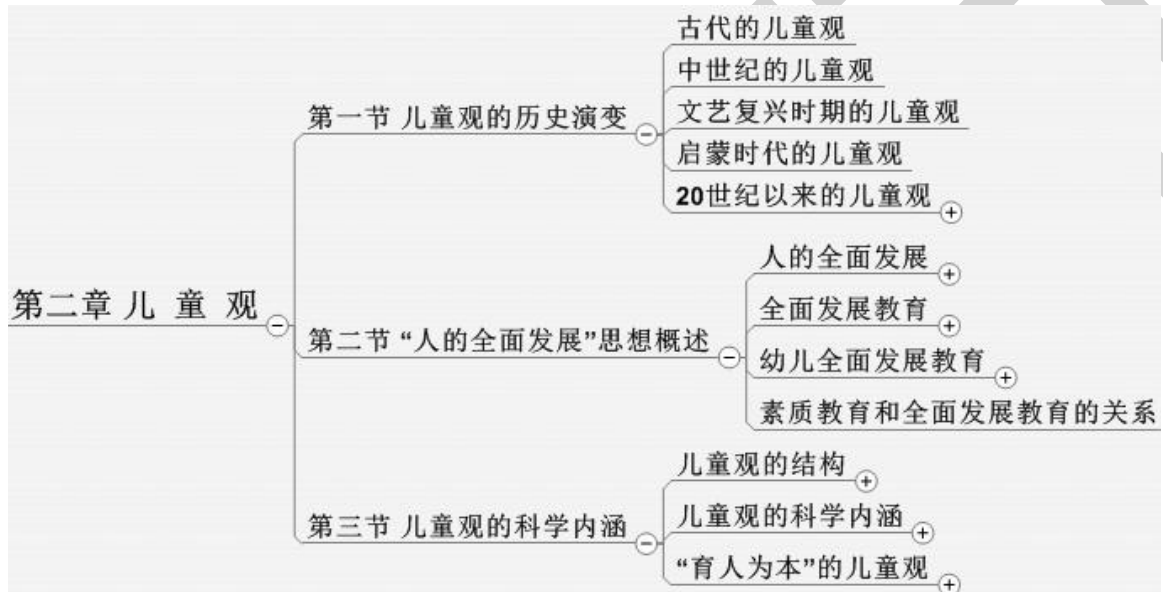 第二章 儿 童 观
第一节 儿童观的历史演变
古代的儿童观
中世纪的儿童观
文艺复兴时期的儿童观
启蒙时代的儿童观
20世纪以来的儿童观
第二节 “人的全面发展”思想概述
人的全面发展
全面发展教育
幼儿全面发展教育
素质教育和全面发展教育的关系
第三节 儿童观的科学内涵
儿童观的结构
儿童观的科学内涵
“育人为本”的儿童观